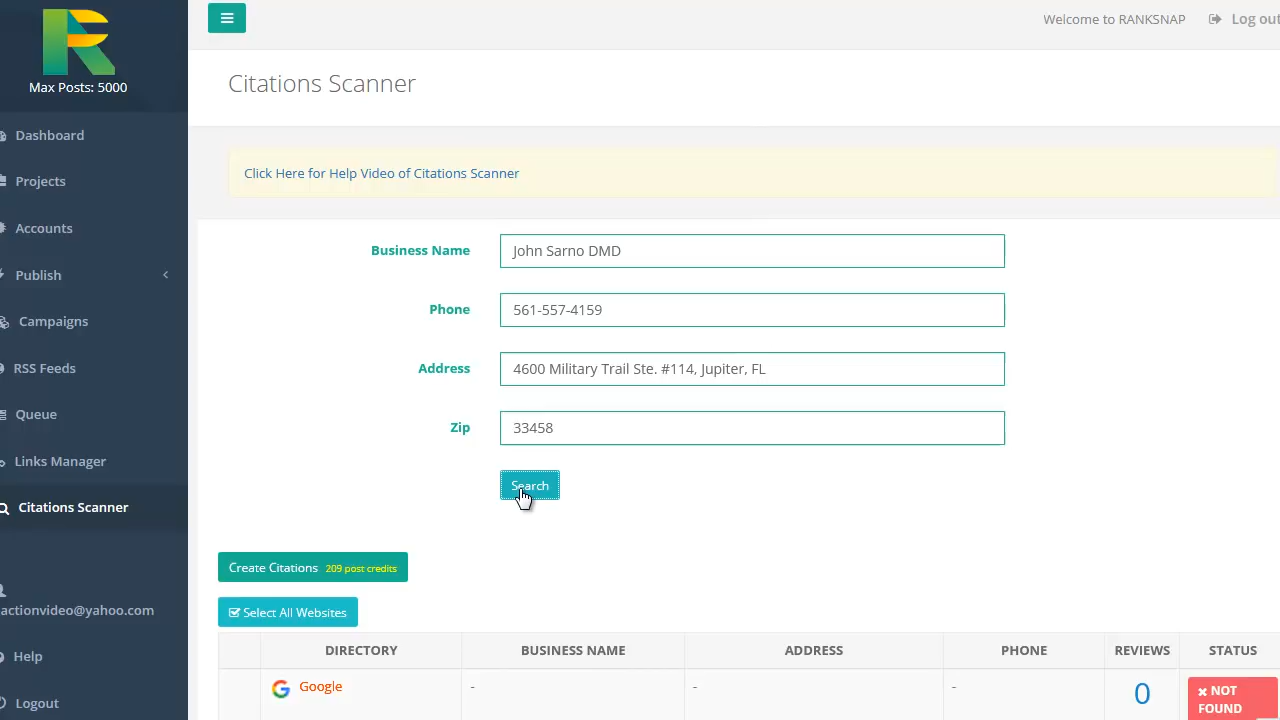 Welcome to RANKSNAP
Log out
Max Posts: 5000
Dashboard
Projects
Accounts
Publish
Campaigns
RSS Feeds
Queue
Links Manager
Citations Scanner
actionvideo@yahoo.com
Help
Logout
Citations Scanner
Click Here for Help Video of Citations Scanner
Business Name
John Sarno DMD
Phone
561-557-4159
Address
4600 Military Trail Ste. #114, Jupiter, FL
Zip
33458
Search
Create Citations 209 post credits
Select All Websites
DIRECTORY BUSINESS NAME ADDRESS PHONE REVIEWS STATUS
Google - - - 0 NOT
FOUND